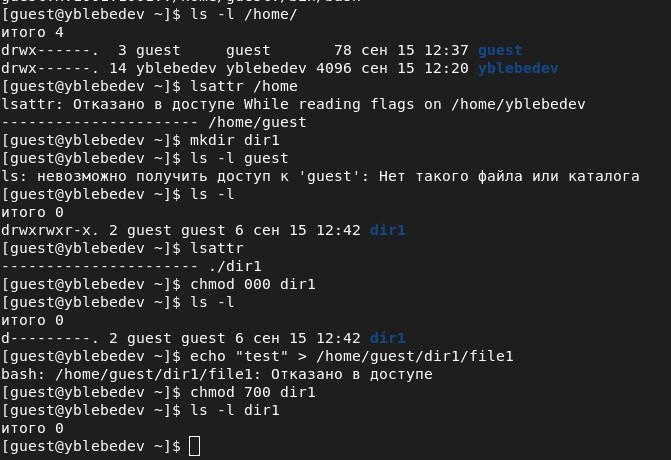 [guest@yblebedev ~]$ ls -l /home/
итого 4
drwx------.  3 guest     guest       78 сен 15 12:37 guest
drwx------. 14 yblebedev yblebedev 4096 сен 15 12:20 yblebedev
[guest@yblebedev ~]$ lsattr /home
lsattr: Отказано в доступе While reading flags on /home/yblebedev
---------------------- /home/guest
[guest@yblebedev ~]$ mkdir dir1
[guest@yblebedev ~]$ ls -l guest
ls: невозможно получить доступ к 'guest': Нет такого файла или каталога
[guest@yblebedev ~]$ ls -l
итого 0
drwxrwxr-x. 2 guest guest 6 сен 15 12:42 dir1
[guest@yblebedev ~]$ lsattr
---------------------- ./dir1
[guest@yblebedev ~]$ chmod 000 dir1
[guest@yblebedev ~]$ ls -l
итого 0
d---------. 2 guest guest 6 сен 15 12:42 dir1
[guest@yblebedev ~]$ echo "test" > /home/guest/dir1/file1
bash: /home/guest/dir1/file1: Отказано в доступе
[guest@yblebedev ~]$ chmod 700 dir1
[guest@yblebedev ~]$ ls -l dir1
итого 0
[guest@yblebedev ~]$